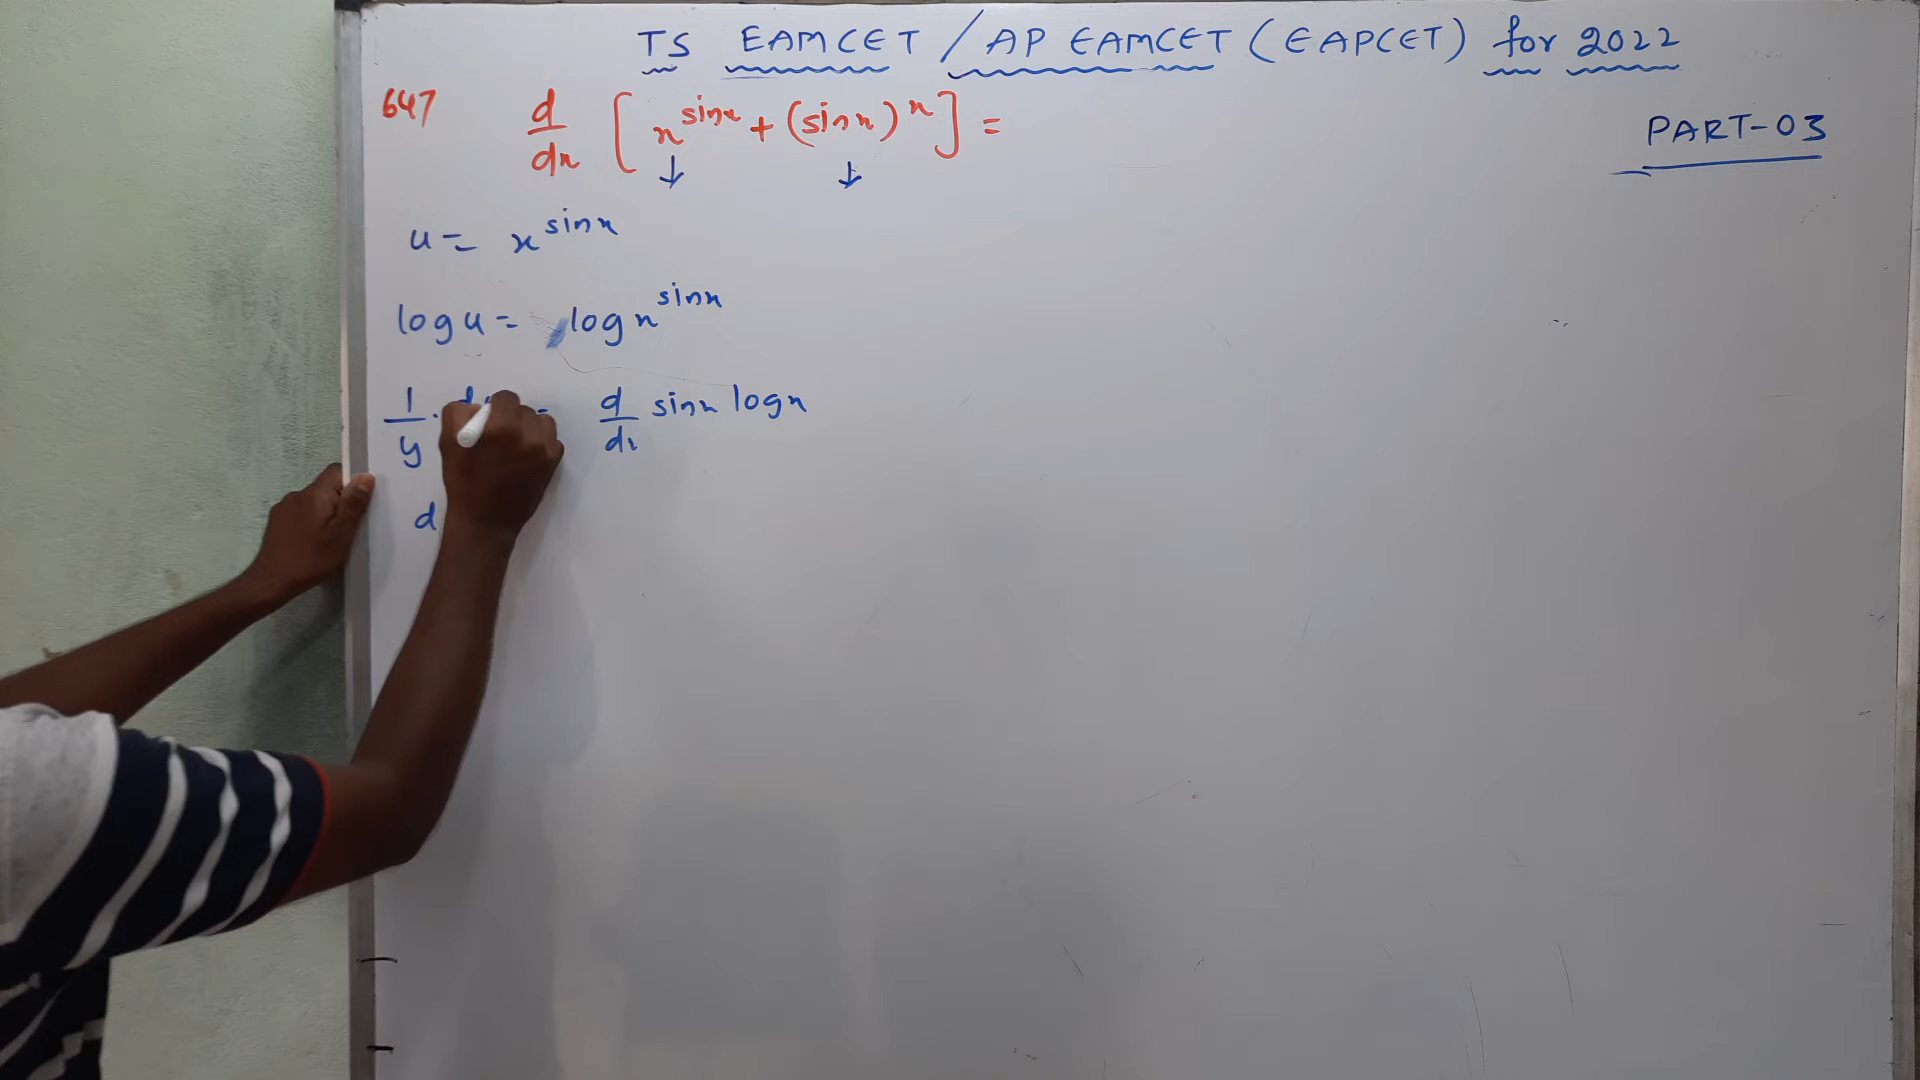 TS EAMCET / AP EAMCET (EAPCET) for 2022
PART-03
647 d/dx [ x^sinx + (sinx)^x ] =
u = x^sinx
log u = log x^sinx
1/y . d = d/dx sinx logx
d